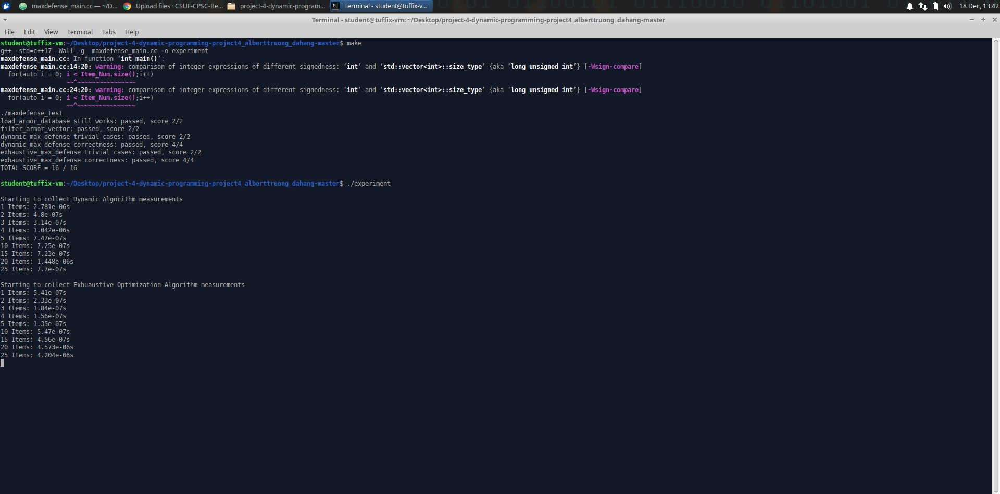 maxdefense_main.cc — ~/D... Upload files · CSUF-CPSC-Be... project-4-dynamic-program... Terminal - student@tuffix-v... 18 Dec, 13:42
Terminal - student@tuffix-vm: ~/Desktop/project-4-dynamic-programming-project4_alberttruong_dahang-master
File Edit View Terminal Tabs Help
student@tuffix-vm:~/Desktop/project-4-dynamic-programming-project4_alberttruong_dahang-master$ make
g++ -std=c++17 -Wall -g  maxdefense_main.cc -o experiment
maxdefense_main.cc: In function ‘int main()’:
maxdefense_main.cc:14:20: warning: comparison of integer expressions of different signedness: ‘int’ and ‘std::vector<int>::size_type’ {aka ‘long unsigned int’} [-Wsign-compare]
  for(auto i = 0; i < Item_Num.size();i++)
                  ~~^~~~~~~~~~~~~~~~~
maxdefense_main.cc:24:20: warning: comparison of integer expressions of different signedness: ‘int’ and ‘std::vector<int>::size_type’ {aka ‘long unsigned int’} [-Wsign-compare]
  for(auto i = 0; i < Item_Num.size();i++)
                  ~~^~~~~~~~~~~~~~~~~
./maxdefense_test
load_armor_database still works: passed, score 2/2
filter_armor_vector: passed, score 2/2
dynamic_max_defense trivial cases: passed, score 2/2
dynamic_max_defense correctness: passed, score 4/4
exhaustive_max_defense trivial cases: passed, score 2/2
exhaustive_max_defense correctness: passed, score 4/4
TOTAL SCORE = 16 / 16
student@tuffix-vm:~/Desktop/project-4-dynamic-programming-project4_alberttruong_dahang-master$ ./experiment
Starting to collect Dynamic Algorithm measurements
1 Items: 2.781e-06s
2 Items: 4.8e-07s
3 Items: 3.14e-07s
4 Items: 1.042e-06s
5 Items: 7.47e-07s
10 Items: 7.25e-07s
15 Items: 7.23e-07s
20 Items: 1.448e-06s
25 Items: 7.7e-07s
Starting to collect Exhuaustive Optimization Algorithm measurements
1 Items: 5.41e-07s
2 Items: 2.33e-07s
3 Items: 1.84e-07s
4 Items: 1.56e-07s
5 Items: 1.35e-07s
10 Items: 5.47e-07s
15 Items: 4.56e-07s
20 Items: 4.573e-06s
25 Items: 4.204e-06s